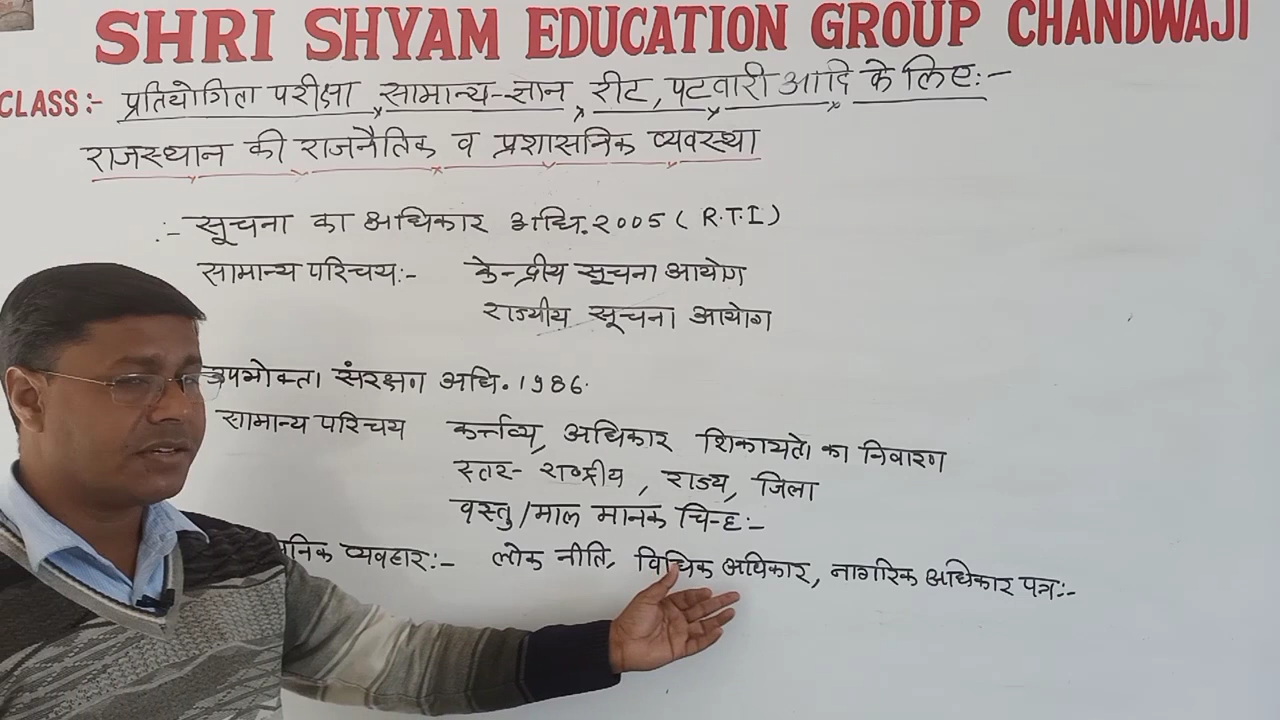 SHRI SHYAM EDUCATION GROUP CHANDWAJI
CLASS:- प्रतियोगिता परीक्षा, सामान्य-ज्ञान, रीट, पटवारी आदि के लिए:-
राजस्थान की राजनैतिक व प्रशासनिक व्यवस्था
:- सूचना का अधिकार अधि. २००5 ( R.T.I )
सामान्य परिचय:- केन्द्रीय सूचना आयोग
राज्यीय सूचना आयोग
उपभोक्ता संरक्षण अधि. 1986.
सामान्य परिचय कर्त्तव्य, अधिकार शिकायतो का निवारण
स्तर- राष्ट्रीय, राज्य, जिला
वस्तु/माल मानक चिन्ह:-
व्यवहार:- लोक नीति, विधिक अधिकार, नागरिक अधिकार पत्र:-